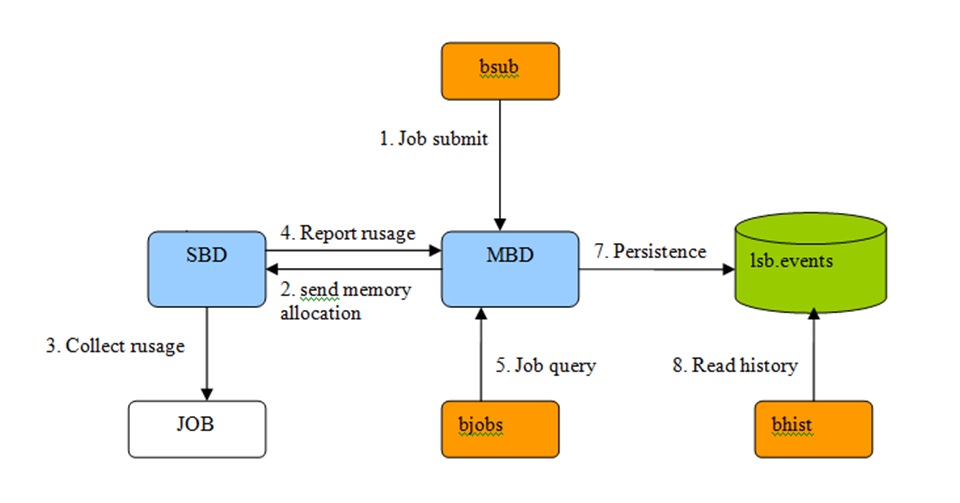 bsub
1. Job submit
4. Report rusage
SBD
MBD
7. Persistence
lsb.events
2. send memory
allocation
3. Collect rusage
5. Job query
8. Read history
JOB
bjobs
bhist